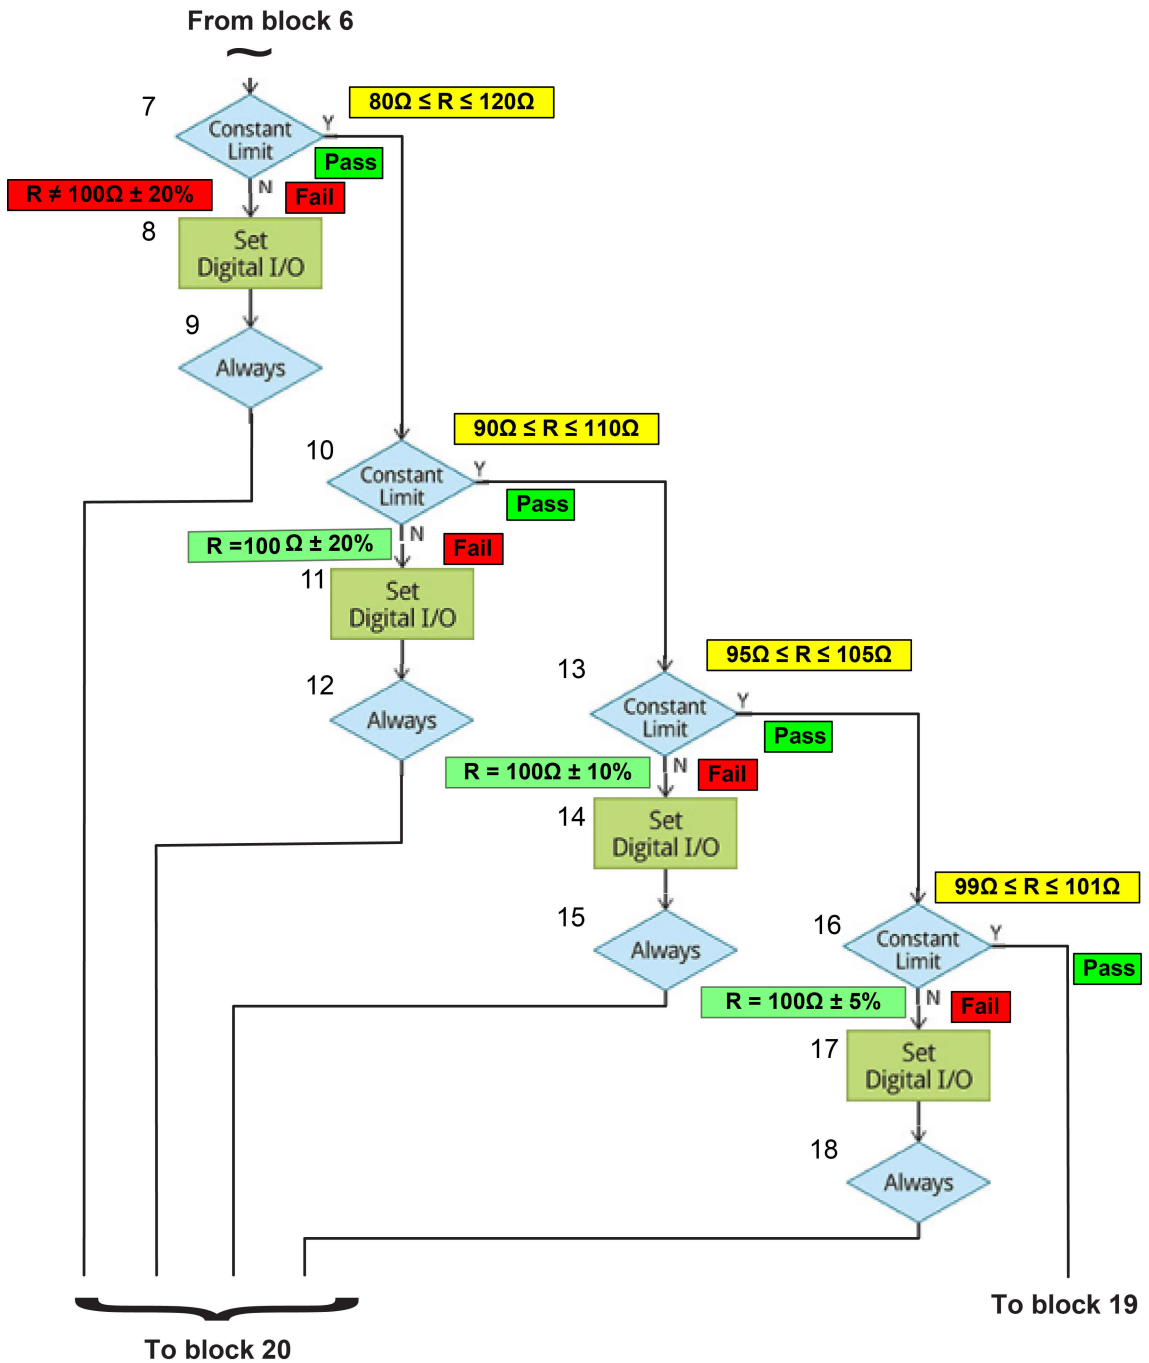 From block 6
7
80Ω ≤ R ≤ 120Ω
Constant
Limit
Y
Pass
R ≠ 100Ω ± 20%
N
Fail
8
Set
Digital I/O
9
Always
90Ω ≤ R ≤ 110Ω
10
Constant
Limit
Y
Pass
R =100 Ω ± 20%
N
Fail
11
Set
Digital I/O
12
Always
95Ω ≤ R ≤ 105Ω
13
Constant
Limit
Y
Pass
R = 100Ω ± 10%
N
Fail
14
Set
Digital I/O
15
Always
99Ω ≤ R ≤ 101Ω
16
Constant
Limit
Y
Pass
R = 100Ω ± 5%
N
Fail
17
Set
Digital I/O
18
Always
To block 19
To block 20